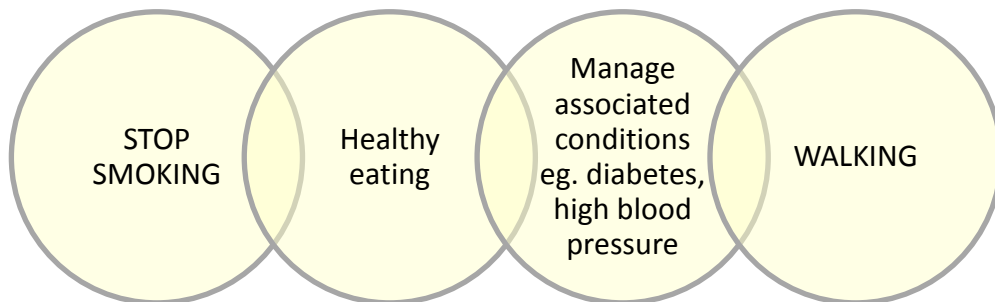 STOP
SMOKING
Healthy
eating
Manage
associated
conditions
eg. diabetes,
high blood
pressure
WALKING